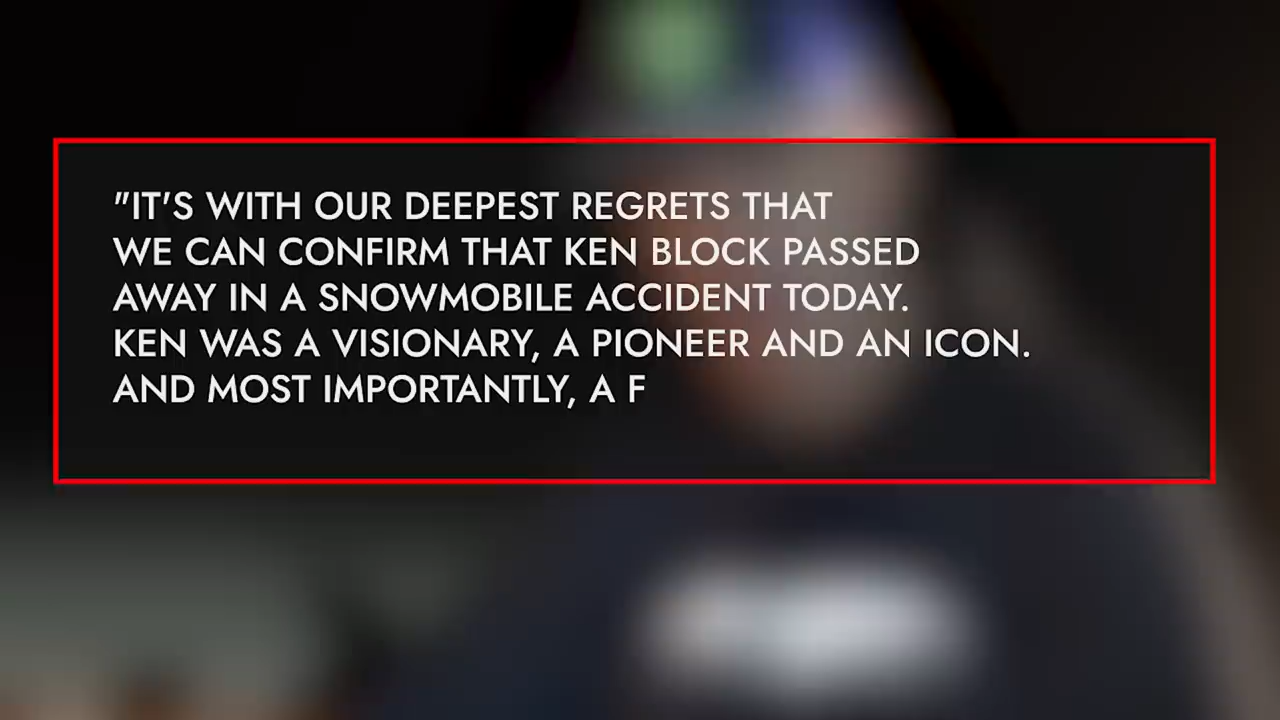 "IT'S WITH OUR DEEPEST REGRETS THAT
WE CAN CONFIRM THAT KEN BLOCK PASSED
AWAY IN A SNOWMOBILE ACCIDENT TODAY.
KEN WAS A VISIONARY, A PIONEER AND AN ICON.
AND MOST IMPORTANTLY, A F